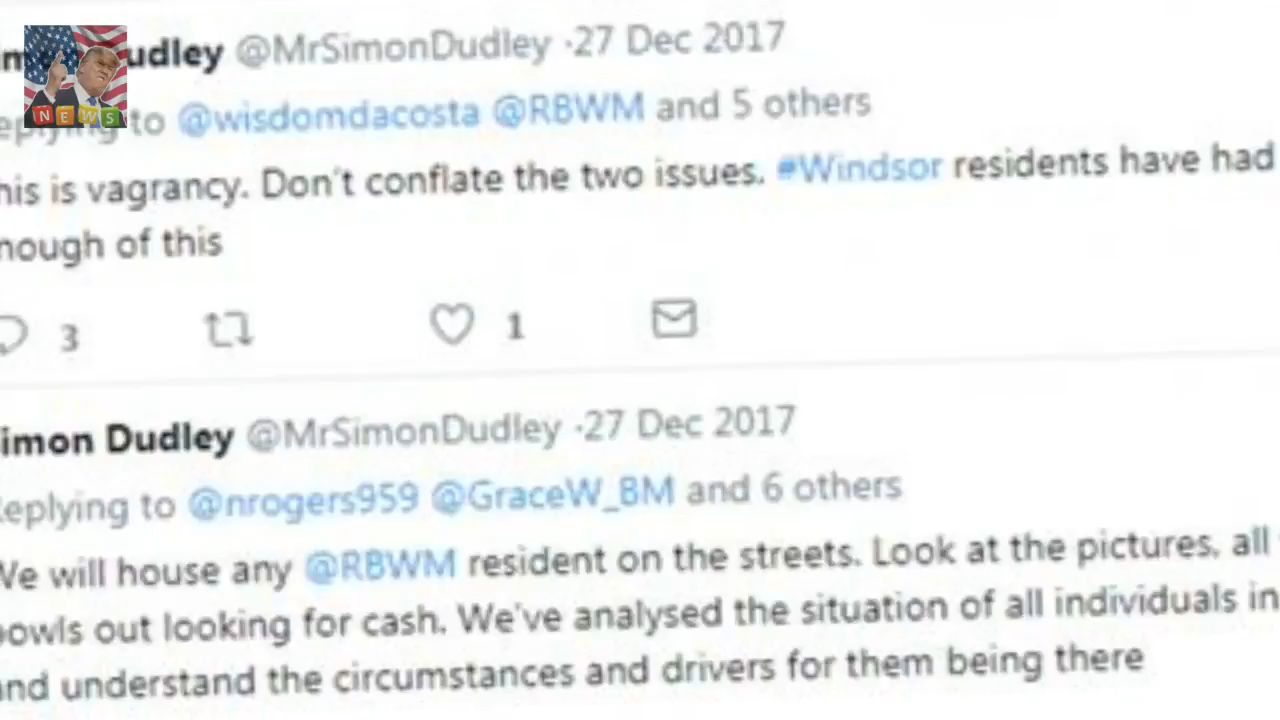 NEWS
udley @MrSimonDudley ·27 Dec 2017
to @wisdomdacosta @RBWM and 5 others
his is vagrancy. Don't conflate the two issues. #Windsor residents have had
nough of this
3 1
imon Dudley @MrSimonDudley ·27 Dec 2017
eplying to @nrogers959 @GraceW_BM and 6 others
We will house any @RBWM resident on the streets. Look at the pictures, all
bowls out looking for cash. We've analysed the situation of all individuals in
and understand the circumstances and drivers for them being there